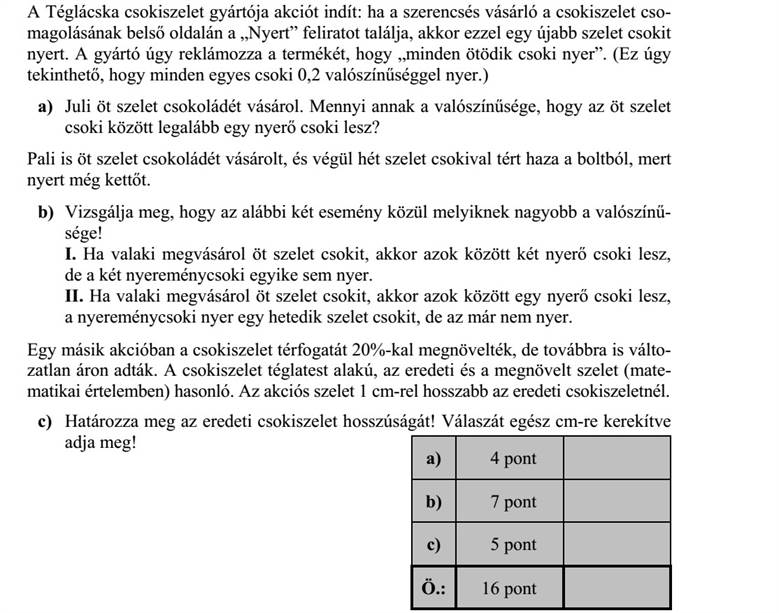 A Téglácska csokiszelet gyártója akciót indít: ha a szerencsés vásárló a csokiszelet cso-
magolásának belső oldalán a „Nyert” feliratot találja, akkor ezzel egy újabb szelet csokit
nyert. A gyártó úgy reklámozza a termékét, hogy „minden ötödik csoki nyer”. (Ez úgy
tekinthető, hogy minden egyes csoki 0,2 valószínűséggel nyer.)
a) Juli öt szelet csokoládét vásárol. Mennyi annak a valószínűsége, hogy az öt szelet
csoki között legalább egy nyerő csoki lesz?
Pali is öt szelet csokoládét vásárolt, és végül hét szelet csokival tért haza a boltból, mert
nyert még kettőt.
b) Vizsgálja meg, hogy az alábbi két esemény közül melyiknek nagyobb a valószínű-
sége!
I. Ha valaki megvásárol öt szelet csokit, akkor azok között két nyerő csoki lesz,
de a két nyereménycsoki egyike sem nyer.
II. Ha valaki megvásárol öt szelet csokit, akkor azok között egy nyerő csoki lesz,
a nyereménycsoki nyer egy hetedik szelet csokit, de az már nem nyer.
Egy másik akcióban a csokiszelet térfogatát 20%-kal megnövelték, de továbbra is válto-
zatlan áron adták. A csokiszelet téglatest alakú, az eredeti és a megnövelt szelet (mate-
matikai értelemben) hasonló. Az akciós szelet 1 cm-rel hosszabb az eredeti csokiszeletnél.
c) Határozza meg az eredeti csokiszelet hosszúságát! Válaszát egész cm-re kerekítve
adja meg!
a) 4 pont
b) 7 pont
c) 5 pont
Ö.: 16 pont